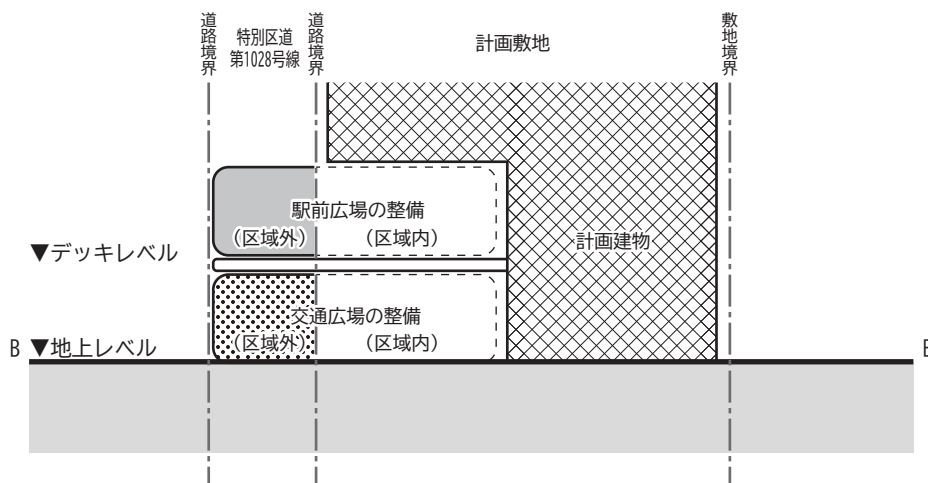 道路境界
特別区道
第1028号線
道路境界
計画敷地
敷地境界
駅前広場の整備
（区域外）
（区域内）
計画建物
▼デッキレベル
交通広場の整備
（区域外）
（区域内）
B ▼地上レベル